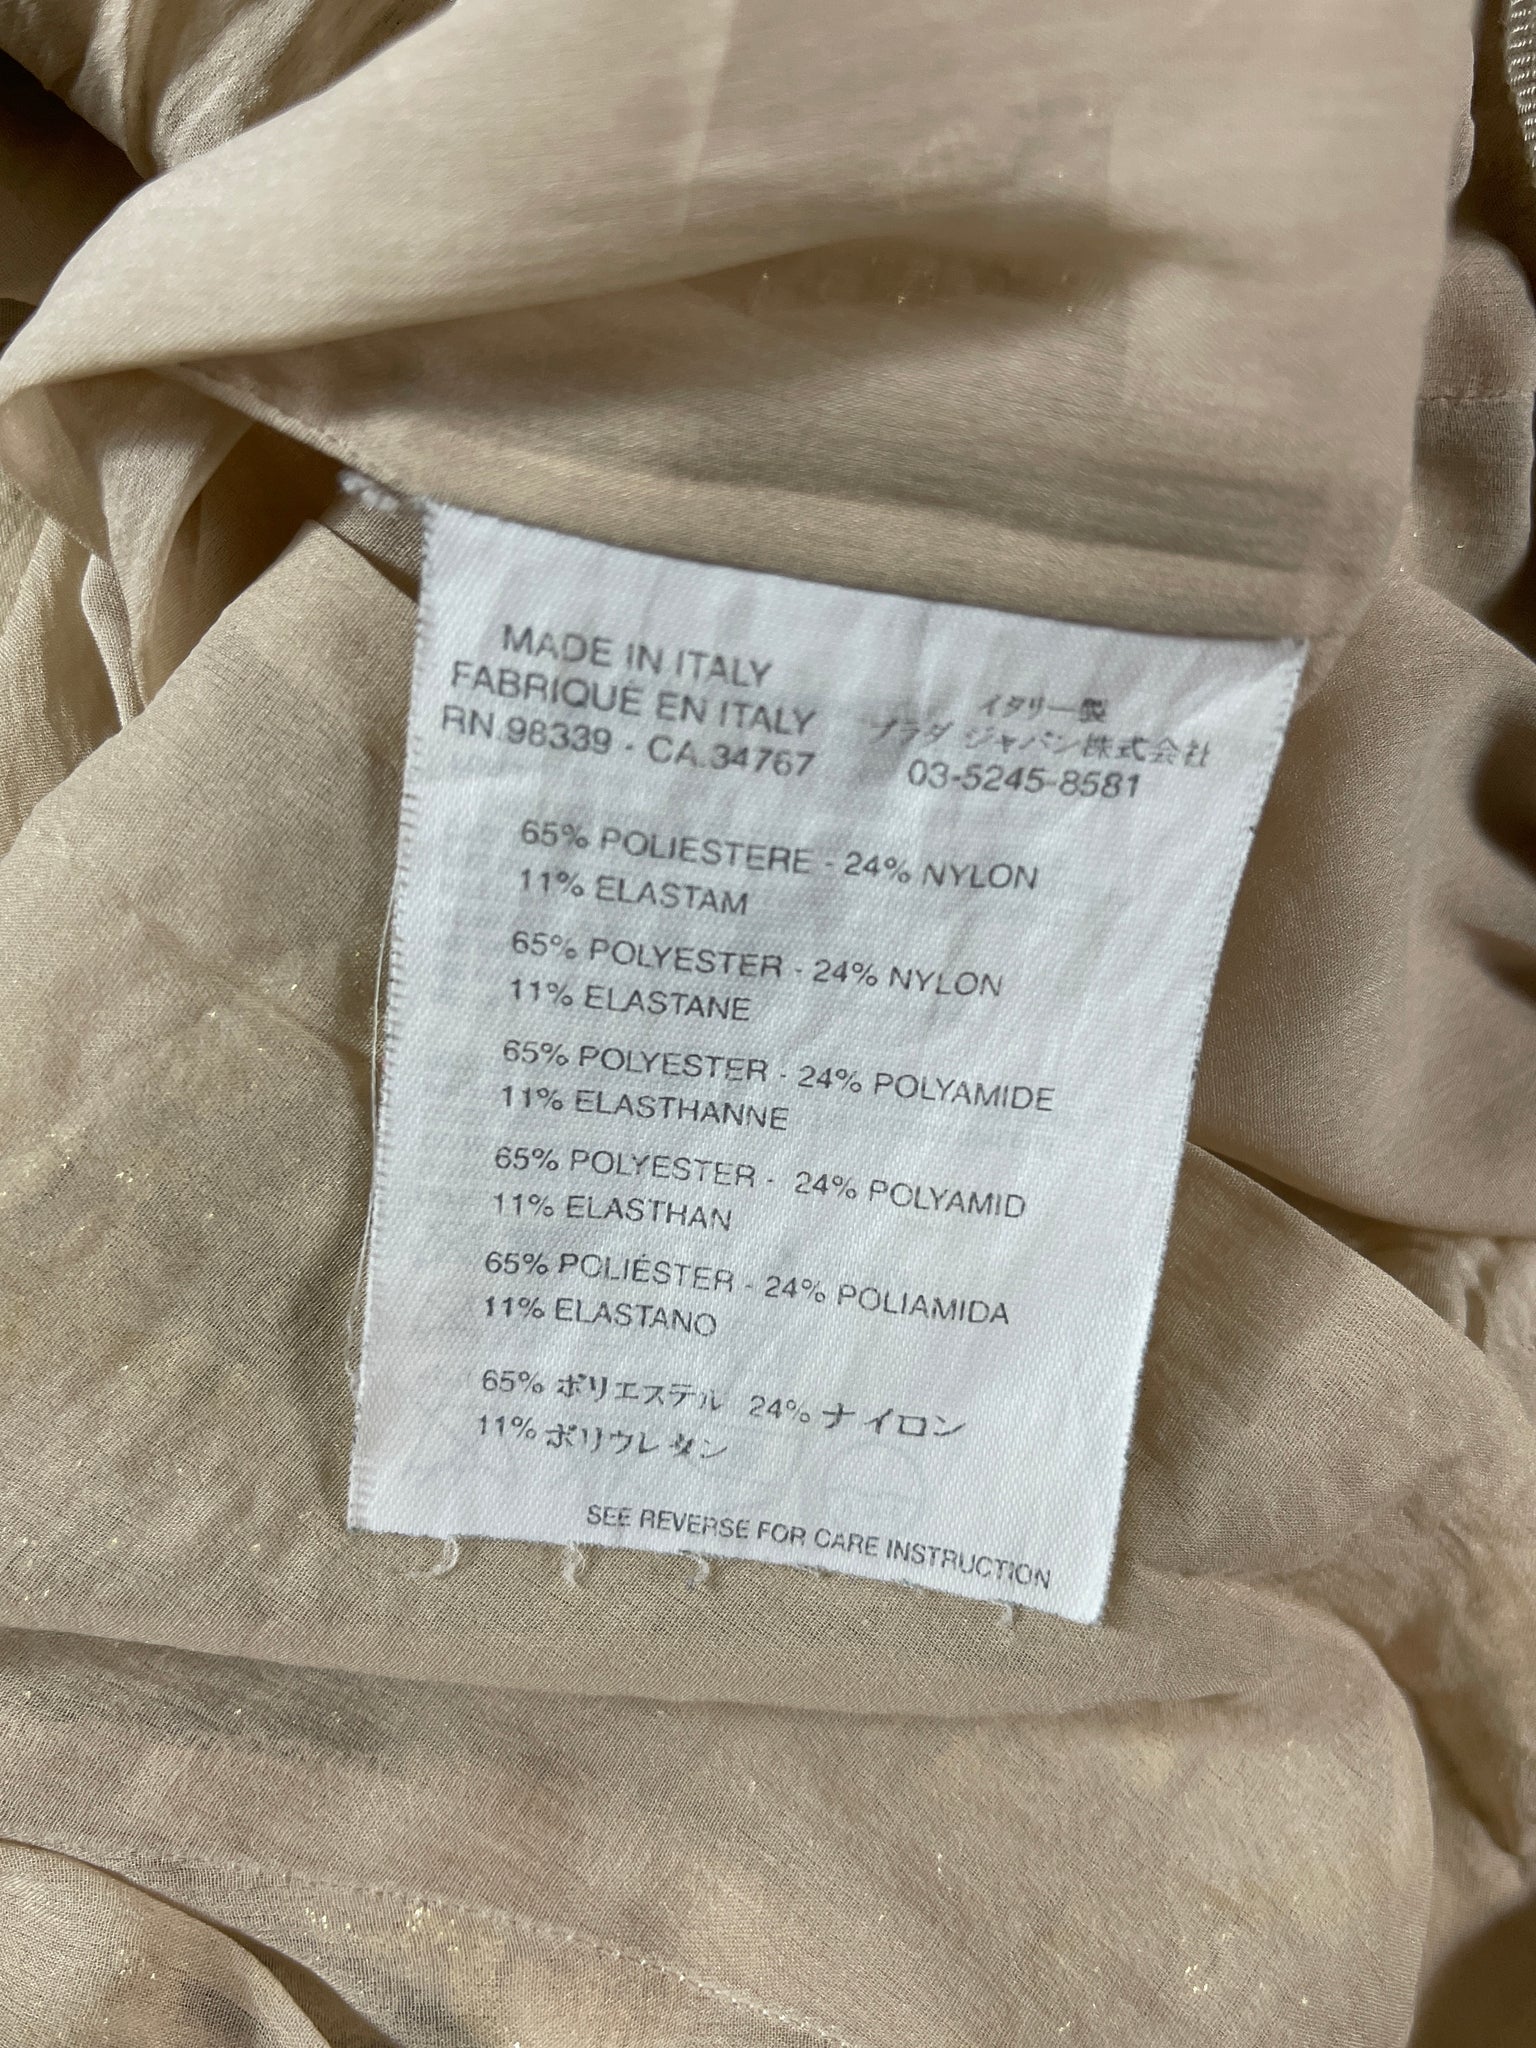 MADE IN ITALY
FABRIQUÉ EN ITALY
RN.98339 - CA.34767
イタリー製
プラダ ジャパン株式会社
03-5245-8581
65% POLIESTERE - 24% NYLON
11% ELASTAM
65% POLYESTER - 24% NYLON
11% ELASTANE
65% POLYESTER - 24% POLYAMIDE
11% ELASTHANNE
65% POLYESTER - 24% POLYAMID
11% ELASTHAN
65% POLIÉSTER - 24% POLIAMIDA
11% ELASTANO
65% ポリエステル 24% ナイロン
11% ポリウレタン
SEE REVERSE FOR CARE INSTRUCTION